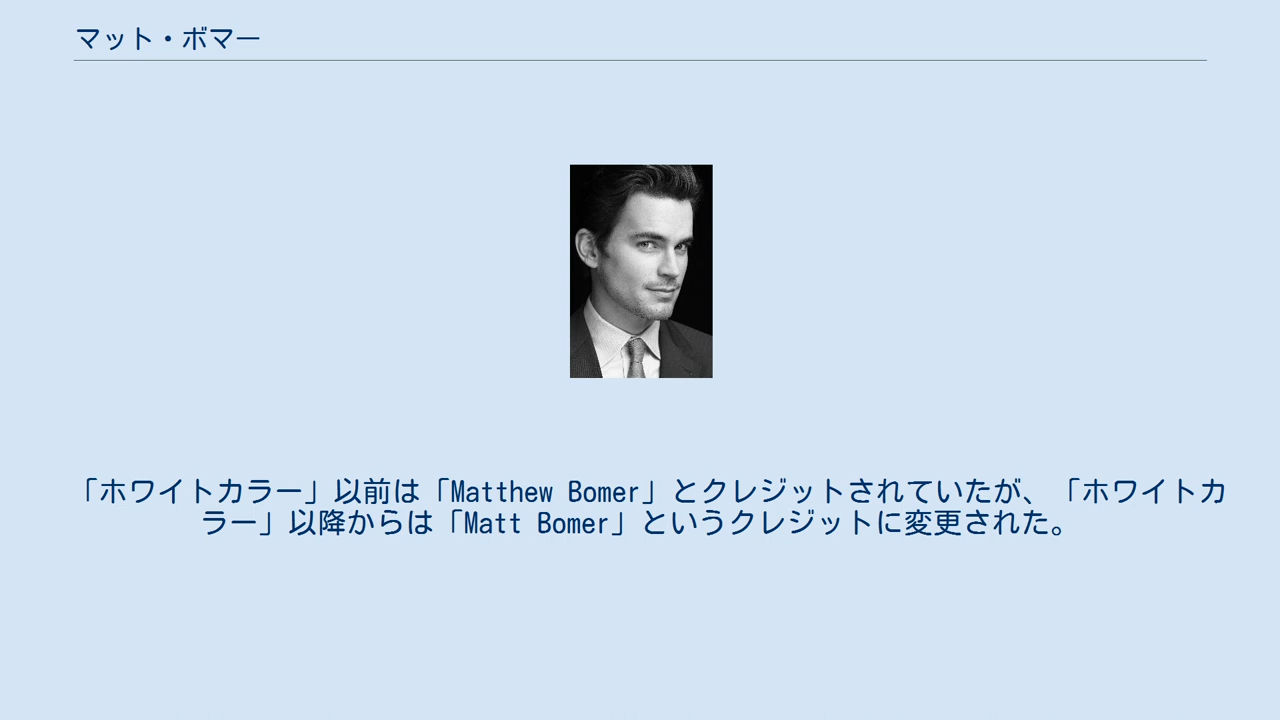 マット・ボマー
「ホワイトカラー」以前は「Matthew Bomer」とクレジットされていたが、「ホワイトカ
ラー」以降からは「Matt Bomer」というクレジットに変更された。